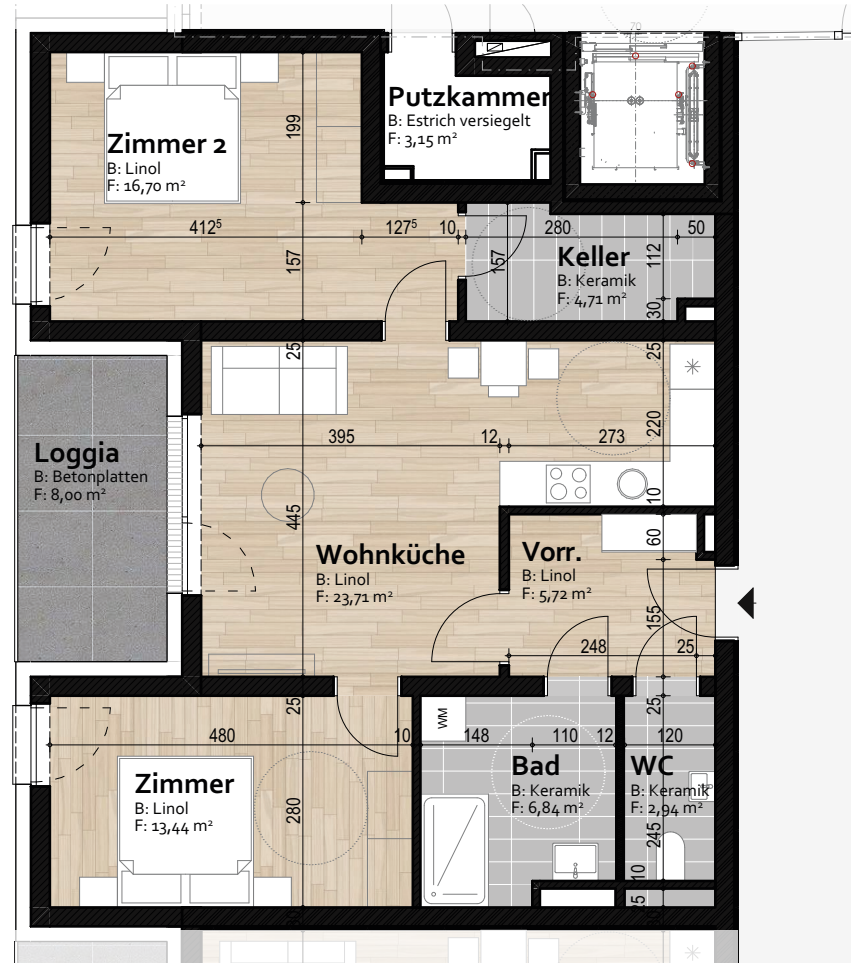 70
Putzkammer
B: Estrich versiegelt
F: 3,15 m²
Zimmer 2
B: Linol
F: 16,70 m²
199
412⁵
127⁵
10
280
50
157
157
112
30
Keller
B: Keramik
F: 4,71 m²
25
25
395
12
273
220
10
Loggia
B: Betonplatten
F: 8,00 m²
445
Wohnküche
B: Linol
F: 23,71 m²
Vorr.
B: Linol
F: 5,72 m²
60
155
248
25
25
25
WM
480
10
148
110
12
120
Zimmer
B: Linol
F: 13,44 m²
280
Bad
B: Keramik
F: 6,84 m²
WC
B: Keramik
F: 2,94 m²
245
10
25
30
30